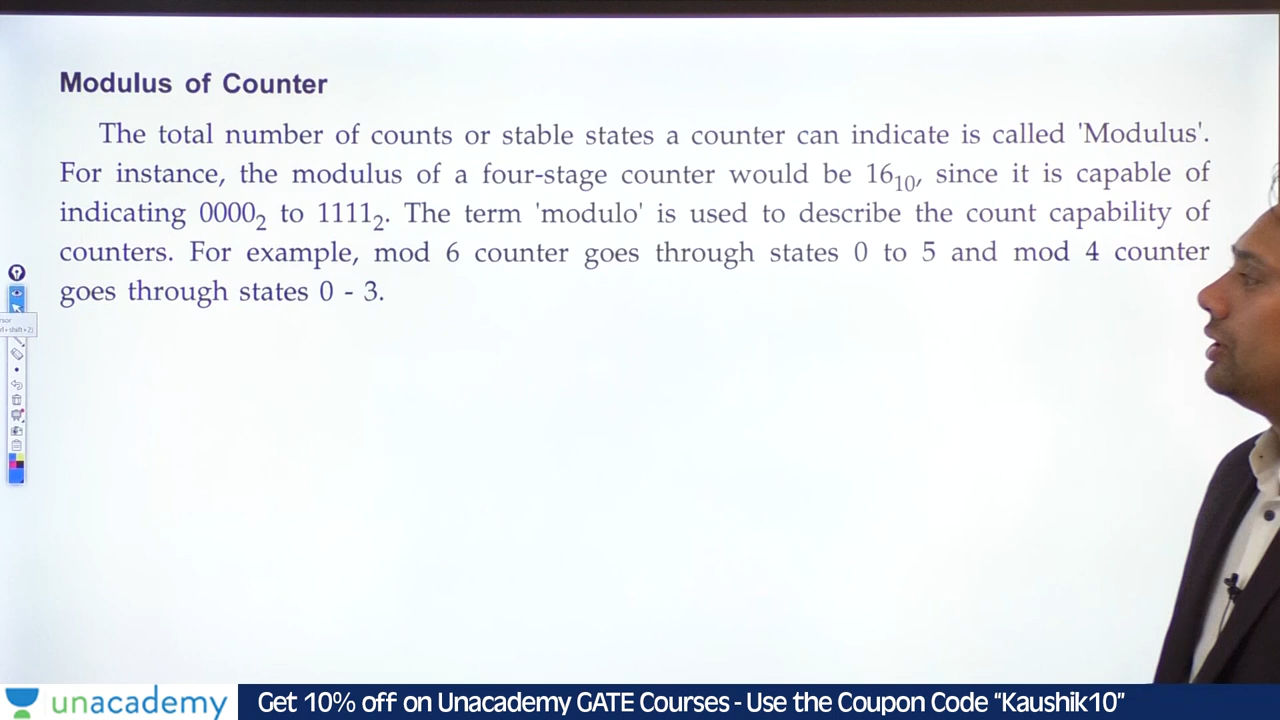 Modulus of Counter
The total number of counts or stable states a counter can indicate is called 'Modulus'.
For instance, the modulus of a four-stage counter would be 16₁₀, since it is capable of
indicating 0000₂ to 1111₂. The term 'modulo' is used to describe the count capability of
counters. For example, mod 6 counter goes through states 0 to 5 and mod 4 counter
goes through states 0 - 3.
rsor
+shift+2)
unacademy
Get 10% off on Unacademy GATE Courses - Use the Coupon Code "Kaushik10"